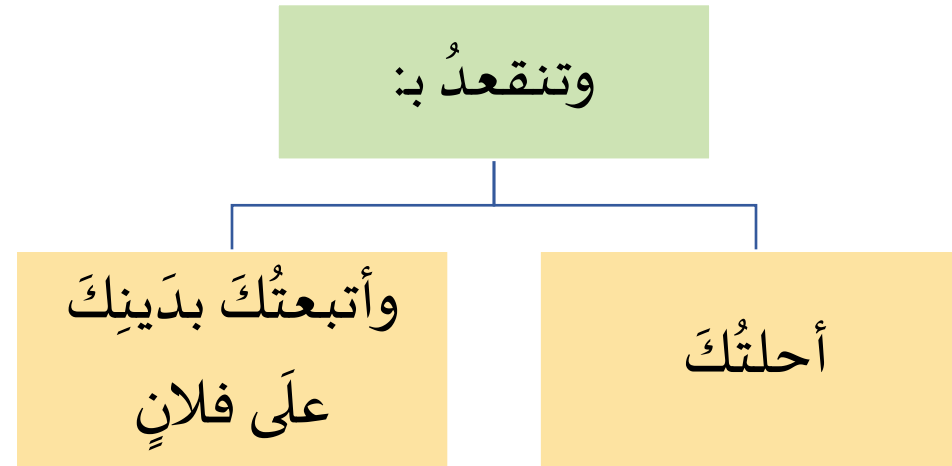 وتنقعدُ بـ:
أحلتُكَ
وأتبعتُكَ بدَينِكَ
علَى فلانٍ